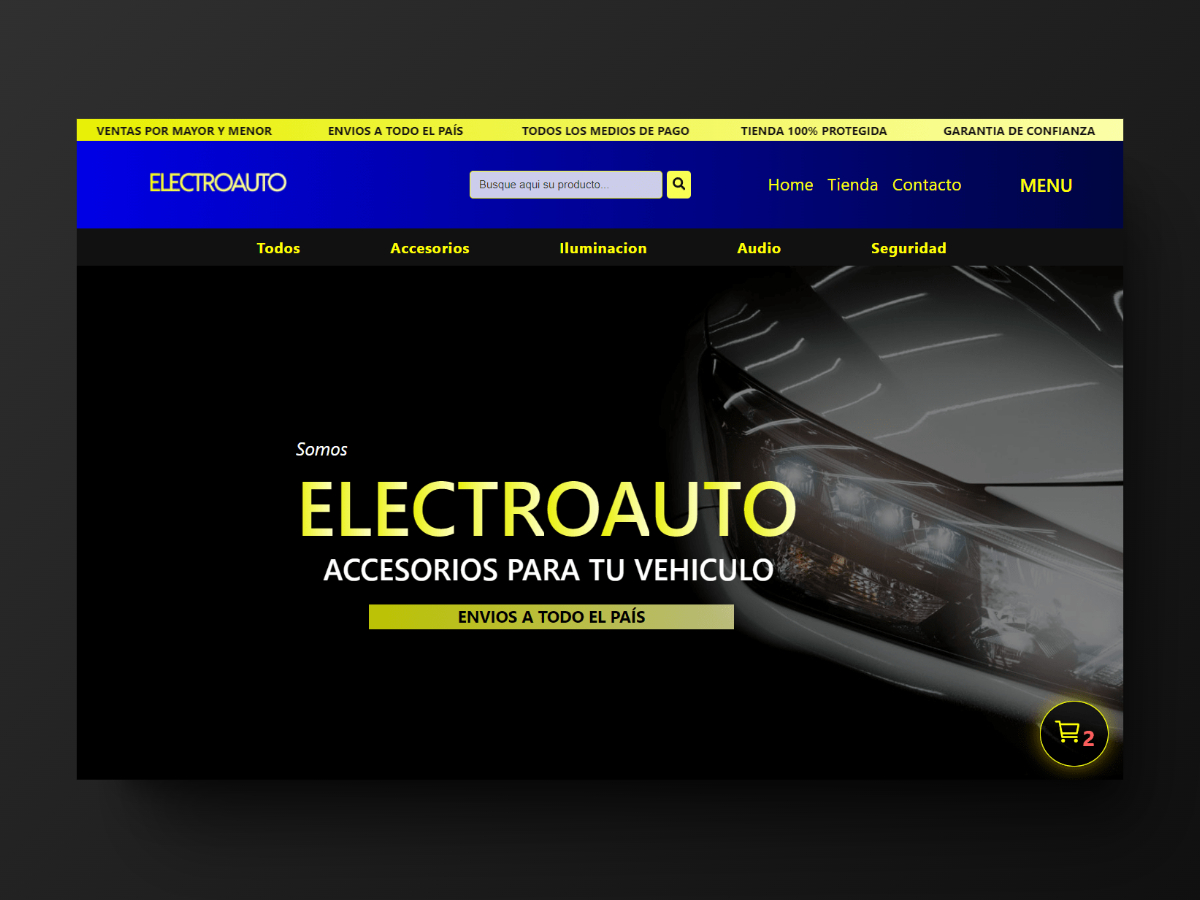 VENTAS POR MAYOR Y MENOR ENVIOS A TODO EL PAÍS TODOS LOS MEDIOS DE PAGO TIENDA 100% PROTEGIDA GARANTIA DE CONFIANZA
ELECTROAUTO Busque aqui su producto... Home Tienda Contacto MENU
Todos Accesorios Iluminacion Audio Seguridad
Somos
ELECTROAUTO
ACCESORIOS PARA TU VEHICULO
ENVIOS A TODO EL PAÍS
2